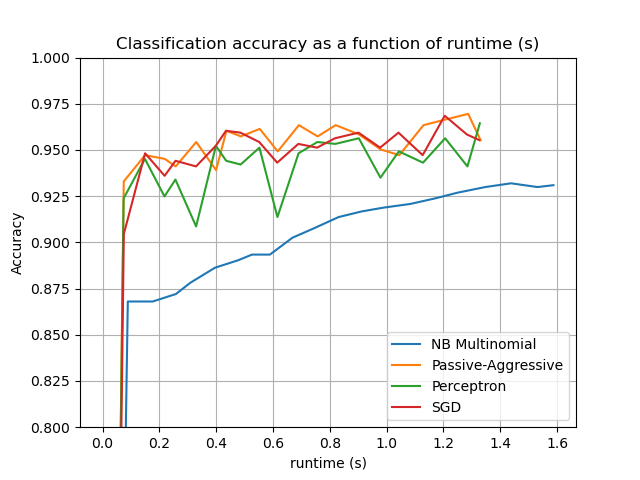 Classification accuracy as a function of runtime (s)
1.000
0.975
0.950
0.925
0.900
0.875
0.850
0.825
0.800
Accuracy
NB Multinomial
Passive-Aggressive
Perceptron
SGD
0.0 0.2 0.4 0.6 0.8 1.0 1.2 1.4 1.6
runtime (s)